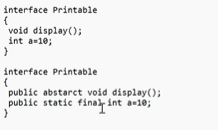 interface Printable
{
void display();
int a=10;
}
interface Printable
{
public abstarct void display();
public static final int a=10;
}